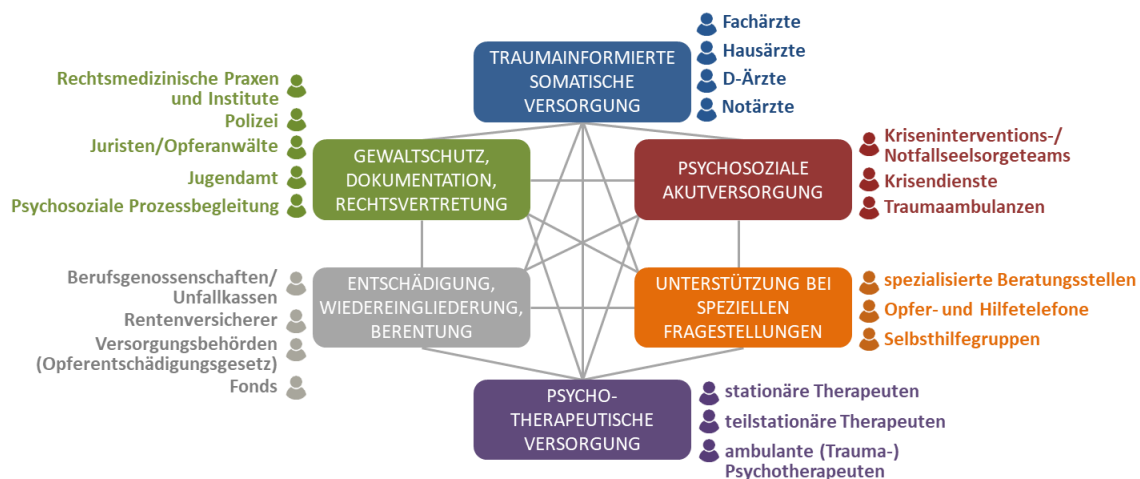 TRAUMAINFORMIERTE
SOMATISCHE
VERSORGUNG
Fachärzte
Hausärzte
D-Ärzte
Notärzte
Rechtsmedizinische Praxen
und Institute
Polizei
Juristen/Opferanwälte
Jugendamt
Psychosoziale Prozessbegleitung
GEWALTSCHUTZ,
DOKUMENTATION,
RECHTSVERTRETUNG
PSYCHOSOZIALE
AKUTVERSORGUNG
Kriseninterventions-/
Notfallseelsorgeteams
Krisendienste
Traumaambulanzen
Berufsgenossenschaften/
Unfallkassen
Rentenversicherer
Versorgungsbehörden
(Opferentschädigungsgesetz)
Fonds
ENTSCHÄDIGUNG,
WIEDEREINGLIEDERUNG,
BERENTUNG
UNTERSTÜTZUNG BEI
SPEZIELLEN
FRAGESTELLUNGEN
spezialisierte Beratungsstellen
Opfer- und Hilfetelefone
Selbsthilfegruppen
PSYCHO-
THERAPEUTISCHE
VERSORGUNG
stationäre Therapeuten
teilstationäre Therapeuten
ambulante (Trauma-)
Psychotherapeuten